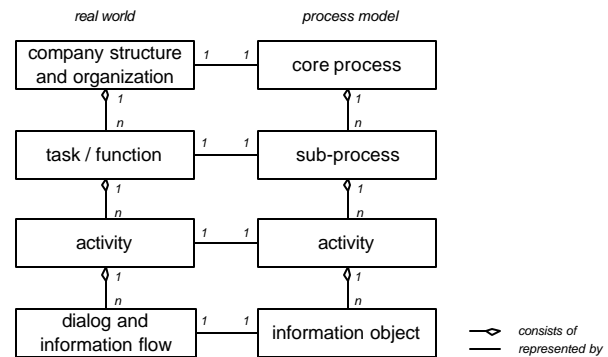 real world
process model
company structure
and organization
1
1
core process
1
n
1
n
task / function
1
1
sub-process
1
n
1
n
activity
1
1
activity
1
n
1
n
dialog and
information flow
1
1
information object
consists of
represented by